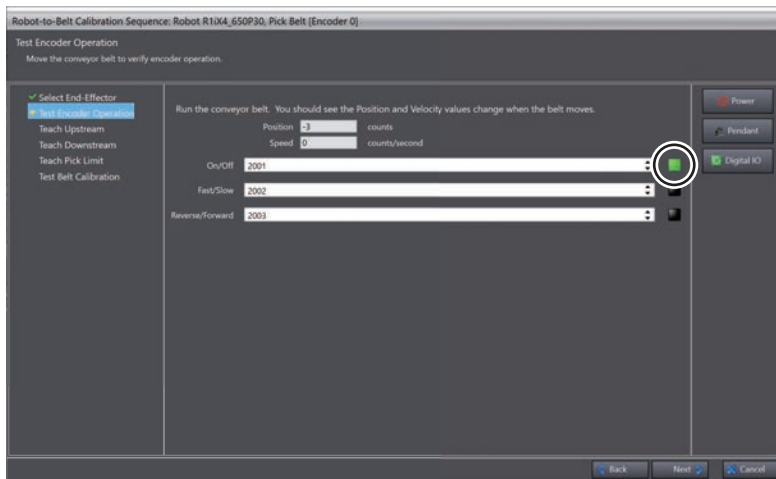 Robot-to-Belt Calibration Sequence: Robot R1iX4_650P30, Pick Belt [Encoder 0]
Test Encoder Operation
Move the conveyor belt to verify encoder operation.
Select End-Effector
Test Encoder Operation
Teach Upstream
Teach Downstream
Teach Pick Limit
Test Belt Calibration
Run the conveyor belt. You should see the Position and Velocity values change when the belt moves.
Position -3 counts
Speed 0 counts/second
On/Off 2001
Fast/Slow 2002
Reverse/Forward 2003
Power
Pendant
Digital IO
Back Next Cancel